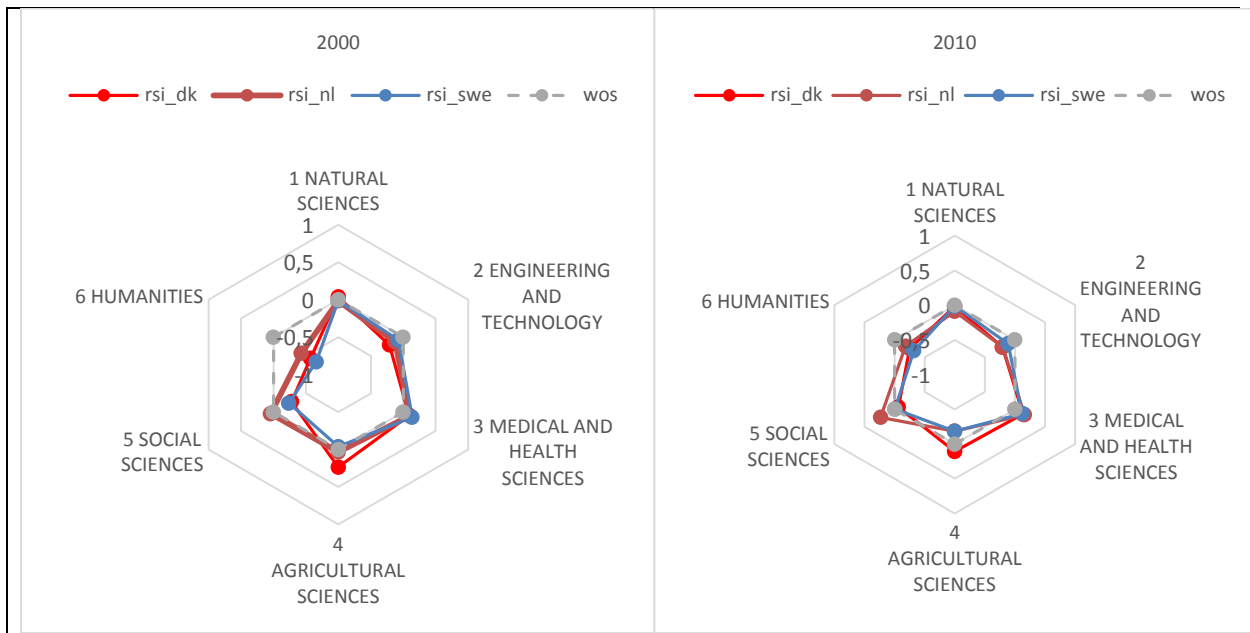 2000
rsi_dk rsi_nl rsi_swe wos
1 NATURAL
SCIENCES
1
0,5
0
-0,5
-1
2 ENGINEERING
AND
TECHNOLOGY
3 MEDICAL AND
HEALTH
SCIENCES
4
AGRICULTURAL
SCIENCES
5 SOCIAL
SCIENCES
6 HUMANITIES
2010
rsi_dk rsi_nl rsi_swe wos
1 NATURAL
SCIENCES
1
0,5
0
-0,5
-1
2
ENGINEERING
AND
TECHNOLOGY
3 MEDICAL
AND HEALTH
SCIENCES
4
AGRICULTURAL
SCIENCES
5 SOCIAL
SCIENCES
6 HUMANITIES